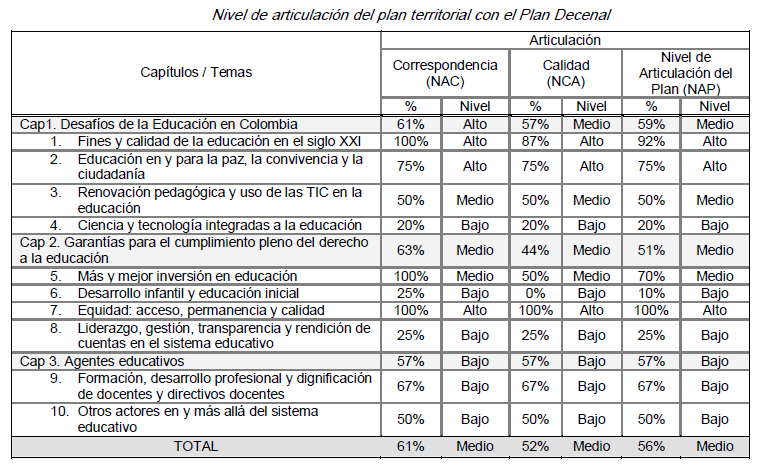 Nivel de articulación del plan territorial con el Plan Decenal
Capítulos / Temas
Articulación
Correspondencia (NAC)
Calidad (NCA)
Nivel de Articulación del Plan (NAP)
% Nivel % Nivel % Nivel
Cap1. Desafíos de la Educación en Colombia 61% Alto 57% Medio 59% Medio
1. Fines y calidad de la educación en el siglo XXI 100% Alto 87% Alto 92% Alto
2. Educación en y para la paz, la convivencia y la
ciudadanía 75% Alto 75% Alto 75% Alto
3. Renovación pedagógica y uso de las TIC en la
educación 50% Medio 50% Medio 50% Medio
4. Ciencia y tecnología integradas a la educación 20% Bajo 20% Bajo 20% Bajo
Cap 2. Garantías para el cumplimiento pleno del derecho
a la educación 63% Medio 44% Medio 51% Medio
5. Más y mejor inversión en educación 100% Medio 50% Medio 70% Medio
6. Desarrollo infantil y educación inicial 25% Bajo 0% Bajo 10% Bajo
7. Equidad: acceso, permanencia y calidad 100% Alto 100% Alto 100% Alto
8. Liderazgo, gestión, transparencia y rendición de
cuentas en el sistema educativo 25% Bajo 25% Bajo 25% Bajo
Cap 3. Agentes educativos 57% Bajo 57% Bajo 57% Bajo
9. Formación, desarrollo profesional y dignificación
de docentes y directivos docentes 67% Bajo 67% Bajo 67% Bajo
10. Otros actores en y más allá del sistema
educativo 50% Bajo 50% Bajo 50% Bajo
TOTAL 61% Medio 52% Medio 56% Medio